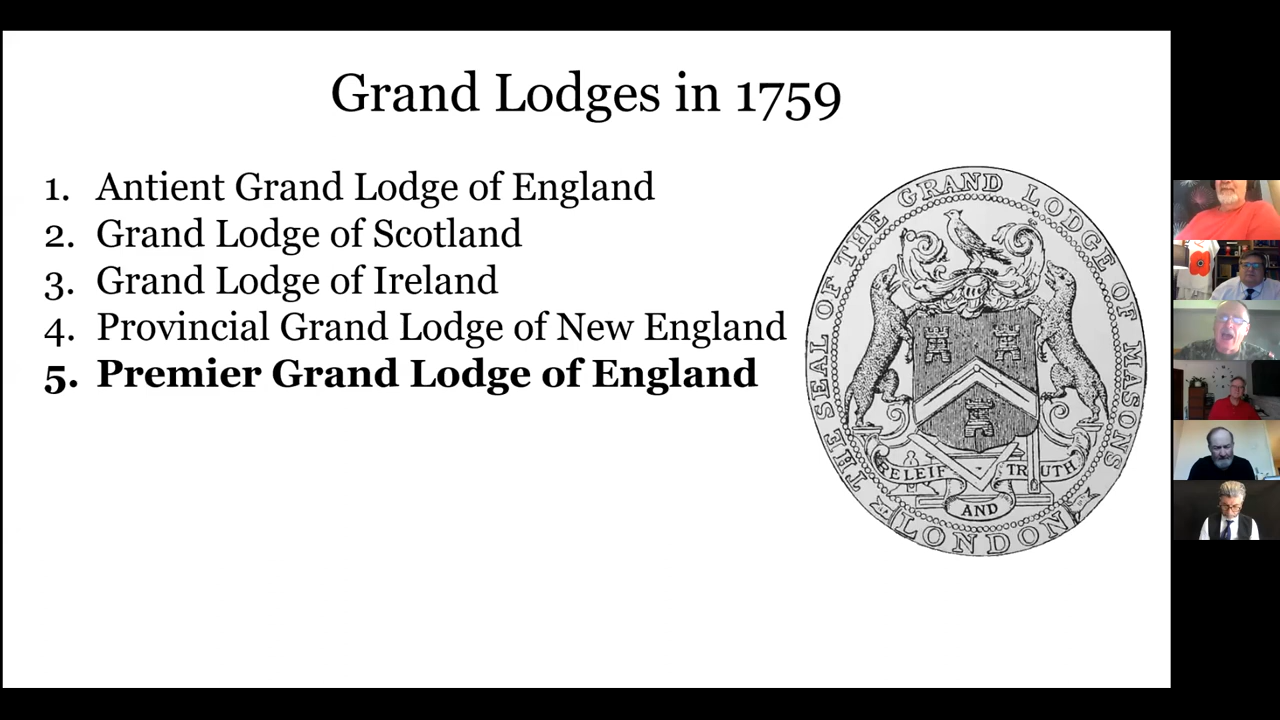 Grand Lodges in 1759
1. Antient Grand Lodge of England
2. Grand Lodge of Scotland
3. Grand Lodge of Ireland
4. Provincial Grand Lodge of New England
5. Premier Grand Lodge of England
THE SEAL OF THE GRAND LODGE OF MASONS
RELEIF TRUTH
AND
LONDON